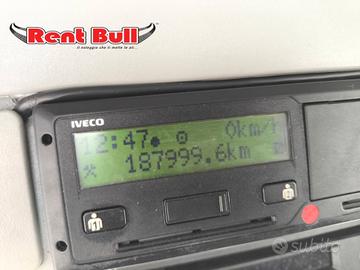 Rent Bull
il noleggio che ti mette le ali...
IVECO
12:47 0km/h
187999.6km
subito